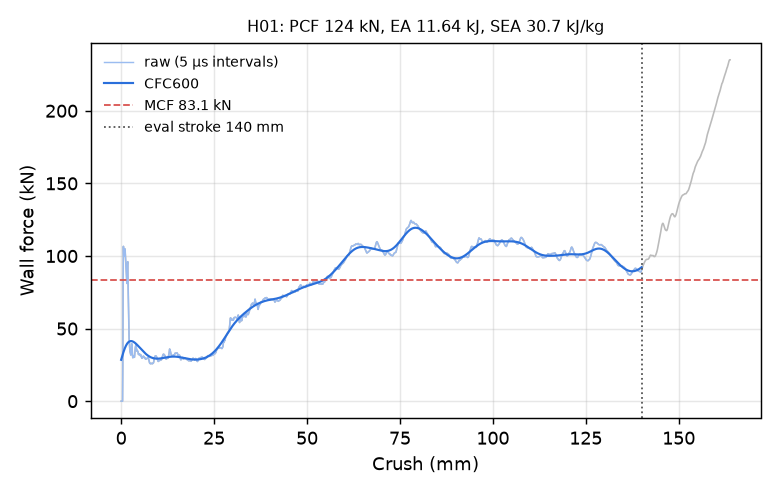 H01: PCF 124 kN, EA 11.64 kJ, SEA 30.7 kJ/kg
raw (5 µs intervals)
CFC600
MCF 83.1 kN
eval stroke 140 mm
Wall force (kN)
200
150
100
50
0
0 25 50 75 100 125 150
Crush (mm)